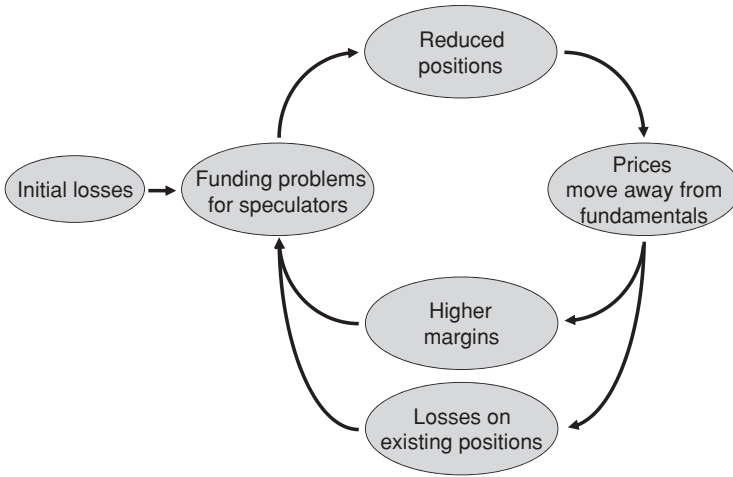 Reduced
positions
Initial losses
Funding problems
for speculators
Prices
move away from
fundamentals
Higher
margins
Losses on
existing positions